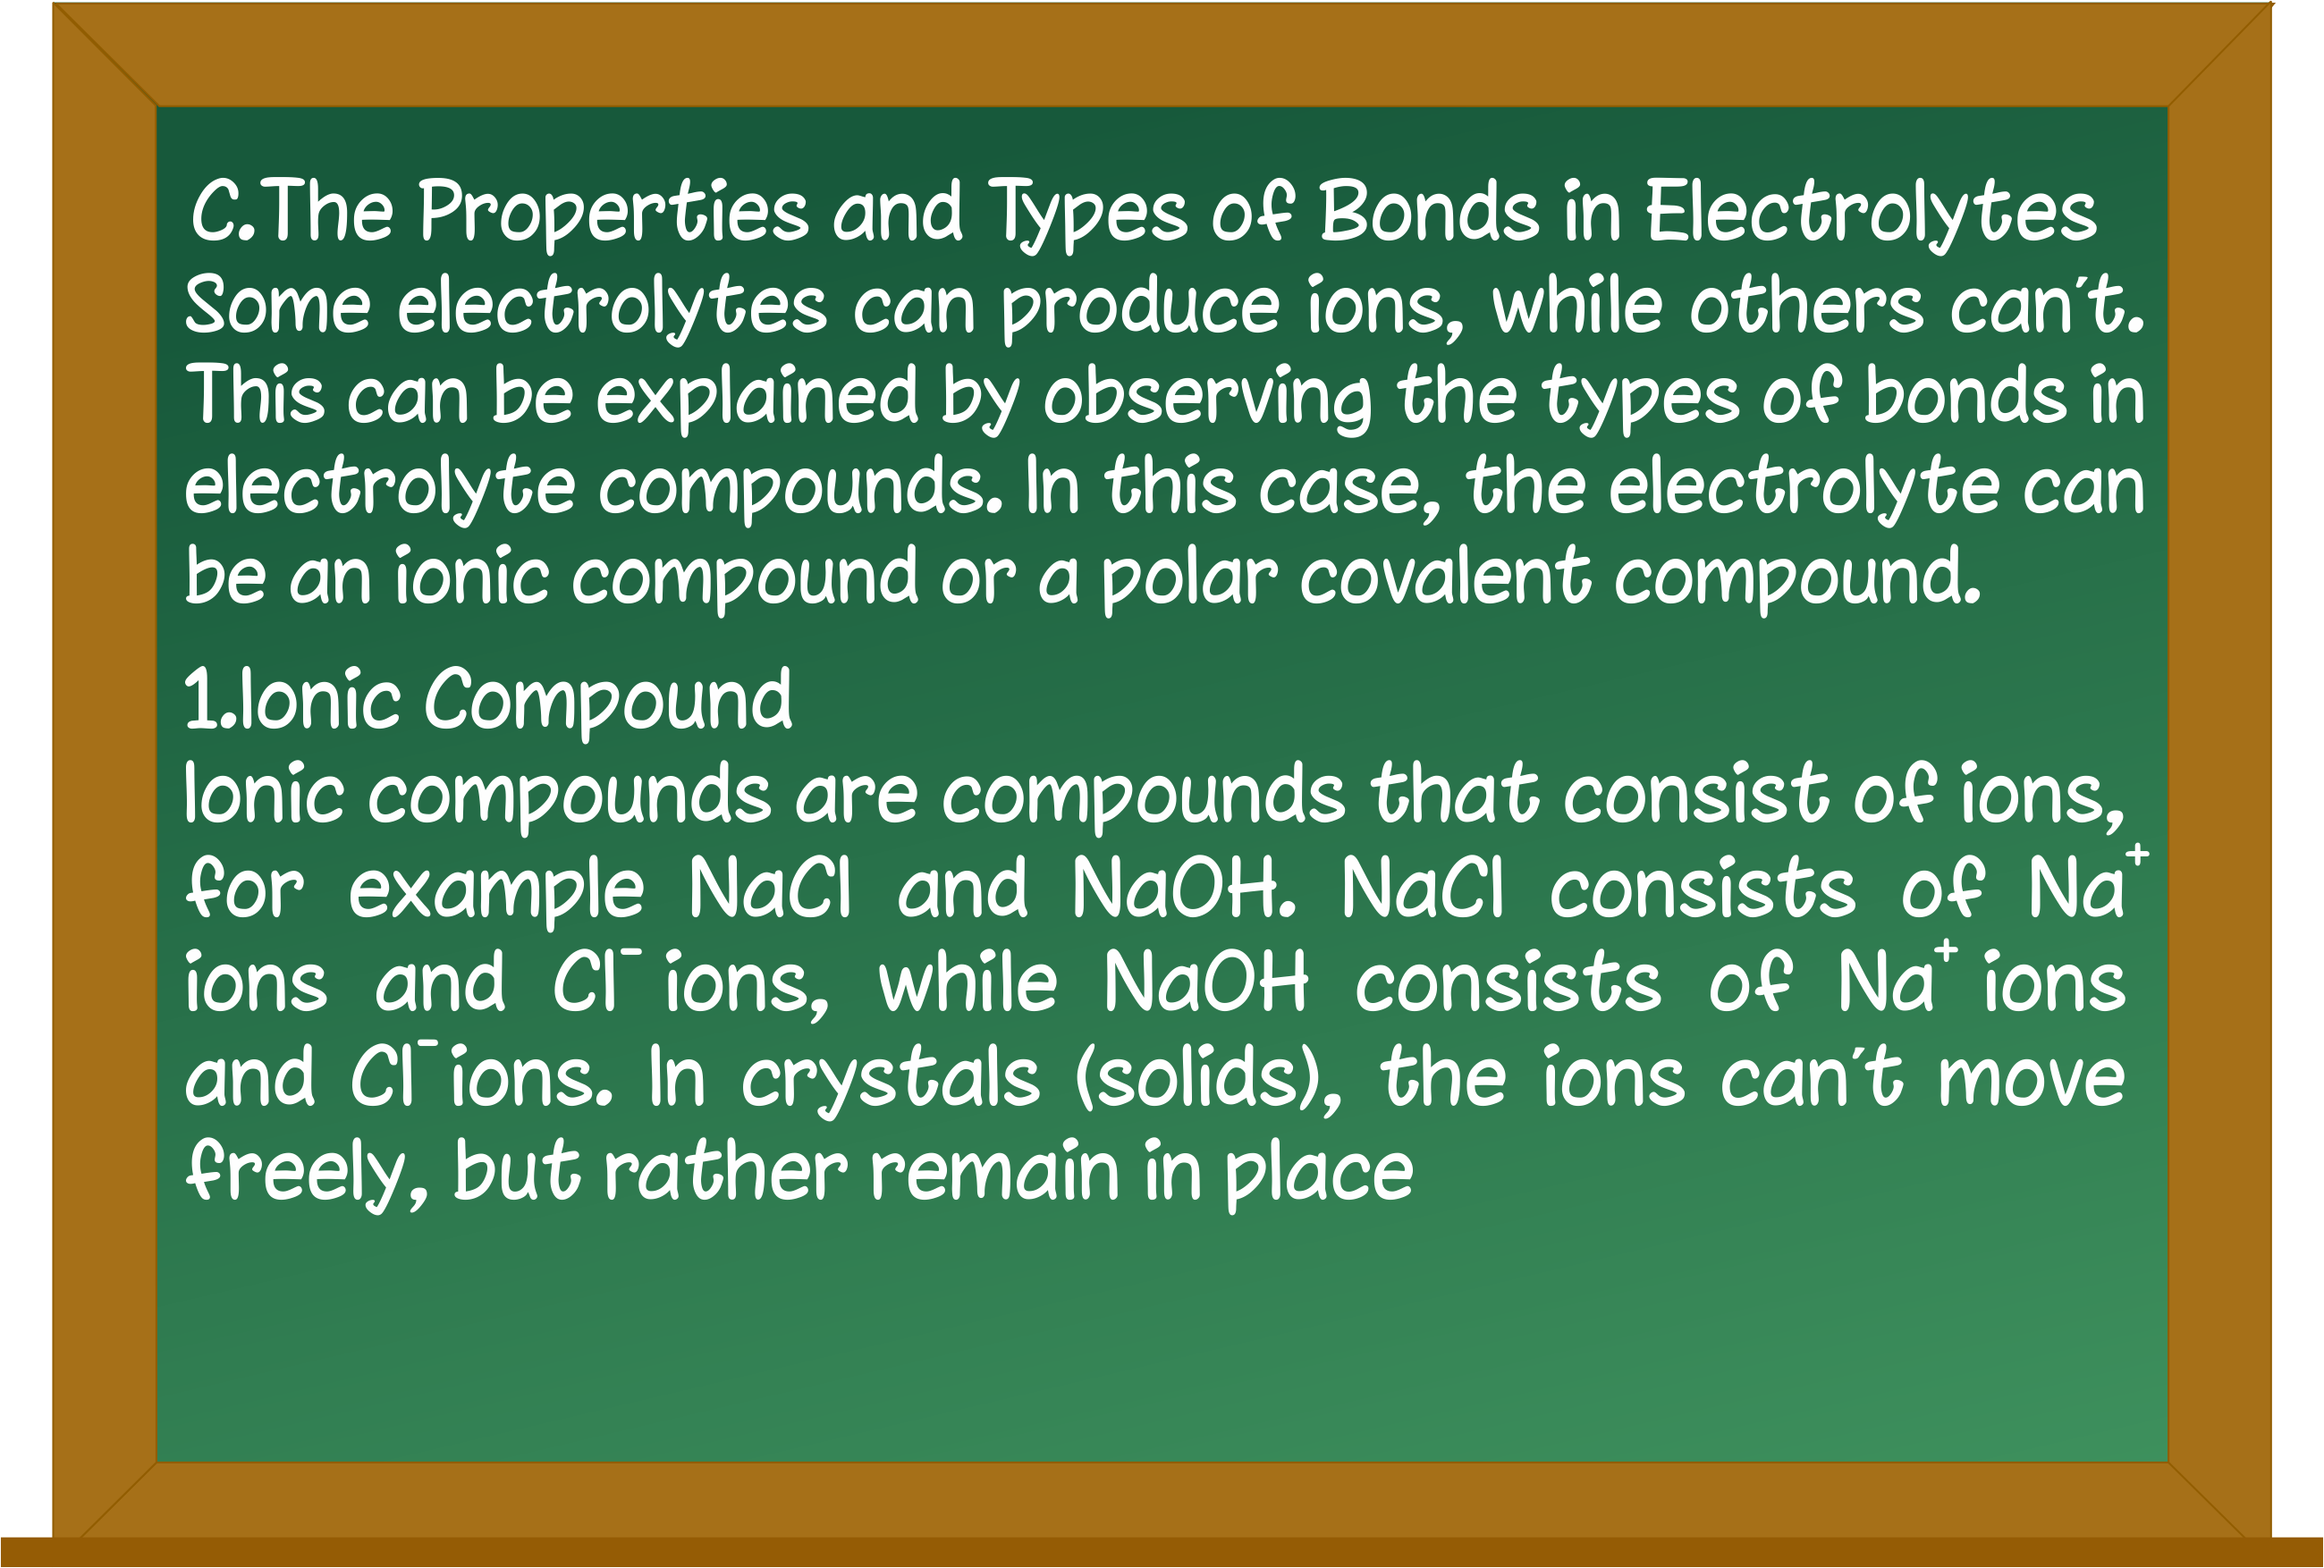 C.The Properties and Types of Bonds in Electrolytes
Some electrolytes can produce ions, while others can't.
This can be explained by observing the types of bonds in
electrolyte compounds. In this case, the electrolyte can
be an ionic compound or a polar covalent compound.
1.Ionic Compound
Ionic compounds are compounds that consist of ions,
for example NaCl and NaOH. NaCl consists of Na⁺
ions and Cl⁻ ions, while NaOH consists of Na⁺ ions
and Cl⁻ions. In crystals (solids), the ions can't move
freely, but rather remain in place